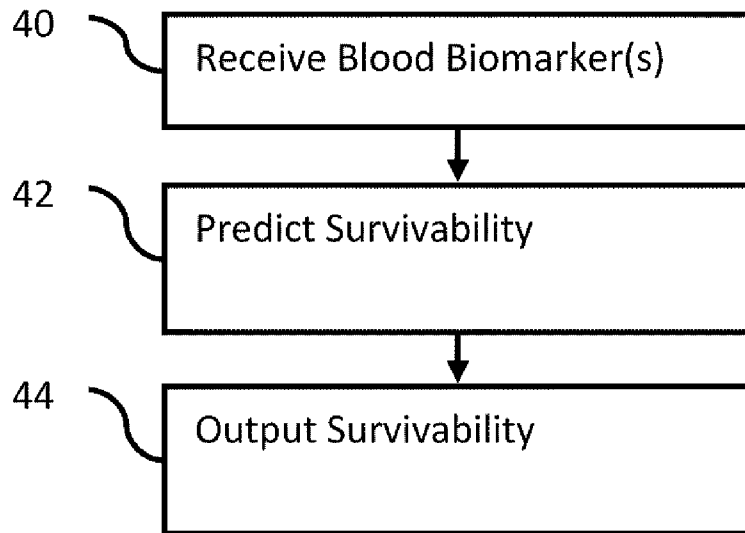 40
Receive Blood Biomarker(s)
42
Predict Survivability
44
Output Survivability